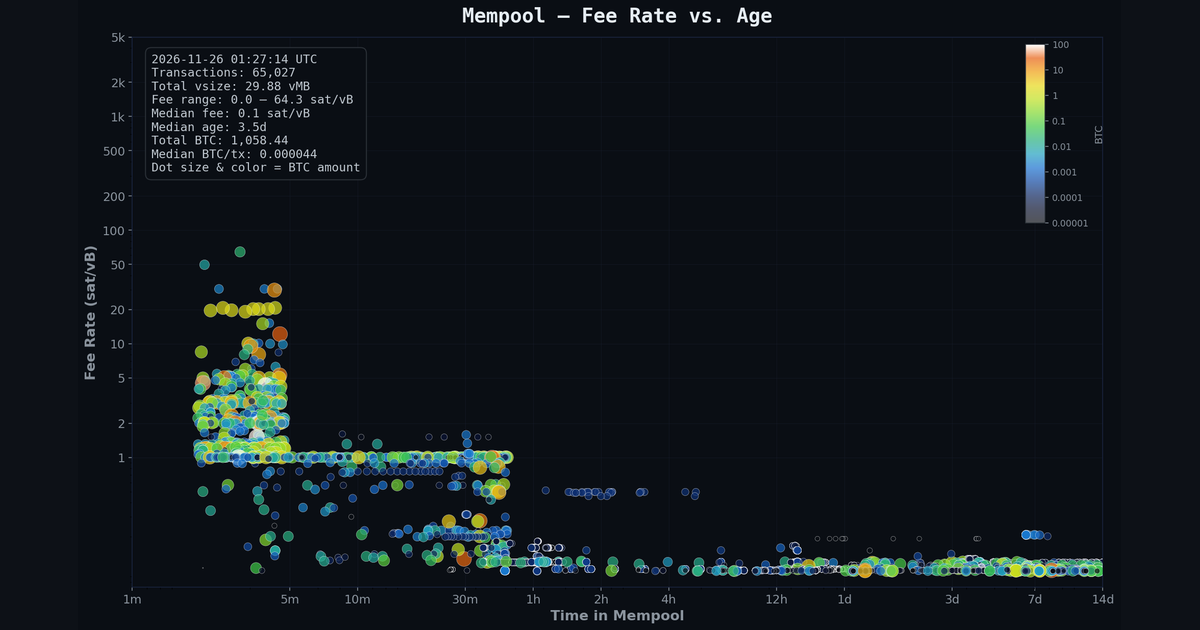 Mempool — Fee Rate vs. Age
2026-11-26 01:27:14 UTC
Transactions: 65,027
Total vsize: 29.88 vMB
Fee range: 0.0 – 64.3 sat/vB
Median fee: 0.1 sat/vB
Median age: 3.5d
Total BTC: 1,058.44
Median BTC/tx: 0.000044
Dot size & color = BTC amount
100
10
1
0.1
0.01
0.001
0.0001
0.00001
BTC
5k
2k
1k
500
200
100
50
20
10
5
2
1
Fee Rate (sat/vB)
1m
5m
10m
30m
1h
2h
4h
12h
1d
3d
7d
14d
Time in Mempool